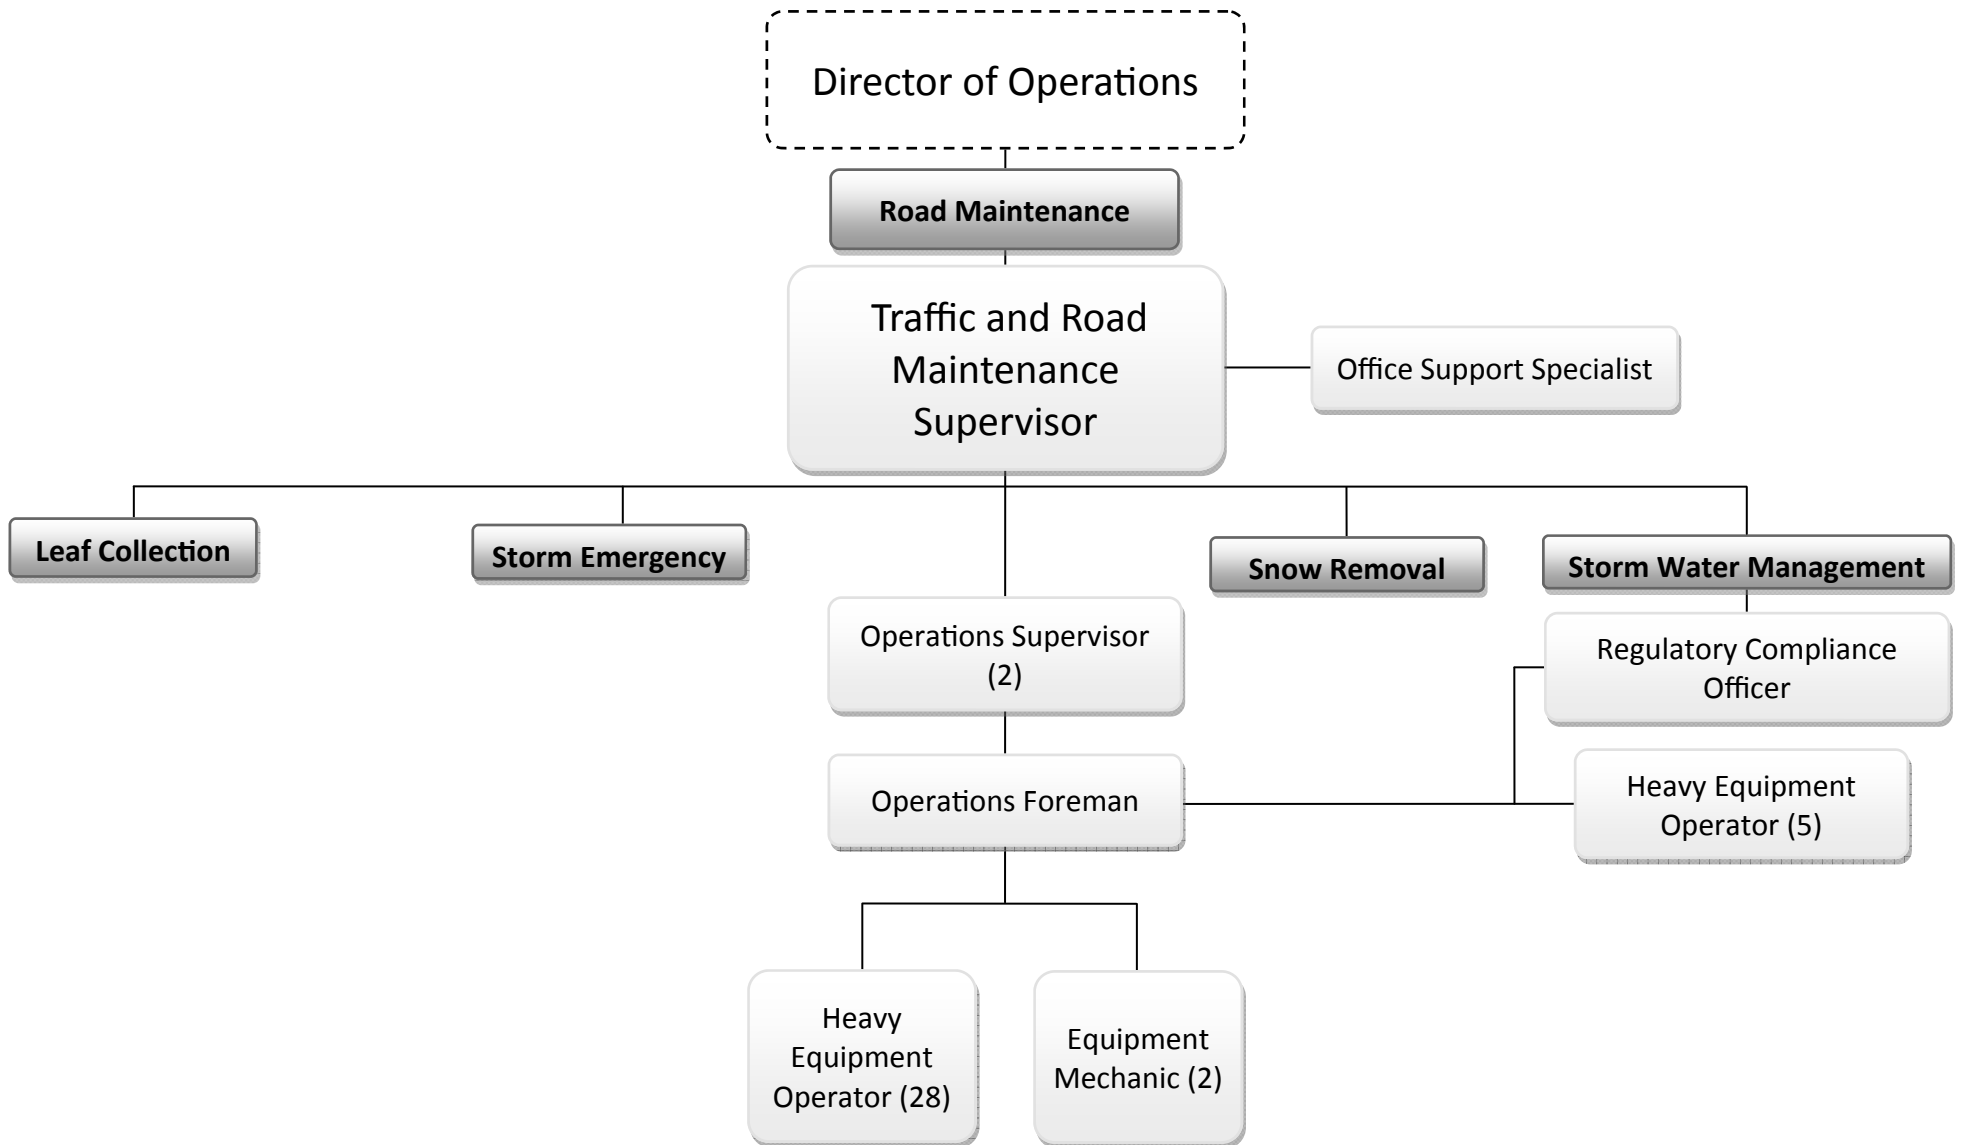 Director of Operations
Road Maintenance
Traffic and Road
Maintenance
Supervisor
Office Support Specialist
Leaf Collection
Storm Emergency
Snow Removal
Storm Water Management
Operations Supervisor
(2)
Regulatory Compliance
Officer
Operations Foreman
Heavy Equipment
Operator (5)
Heavy
Equipment
Operator (28)
Equipment
Mechanic (2)